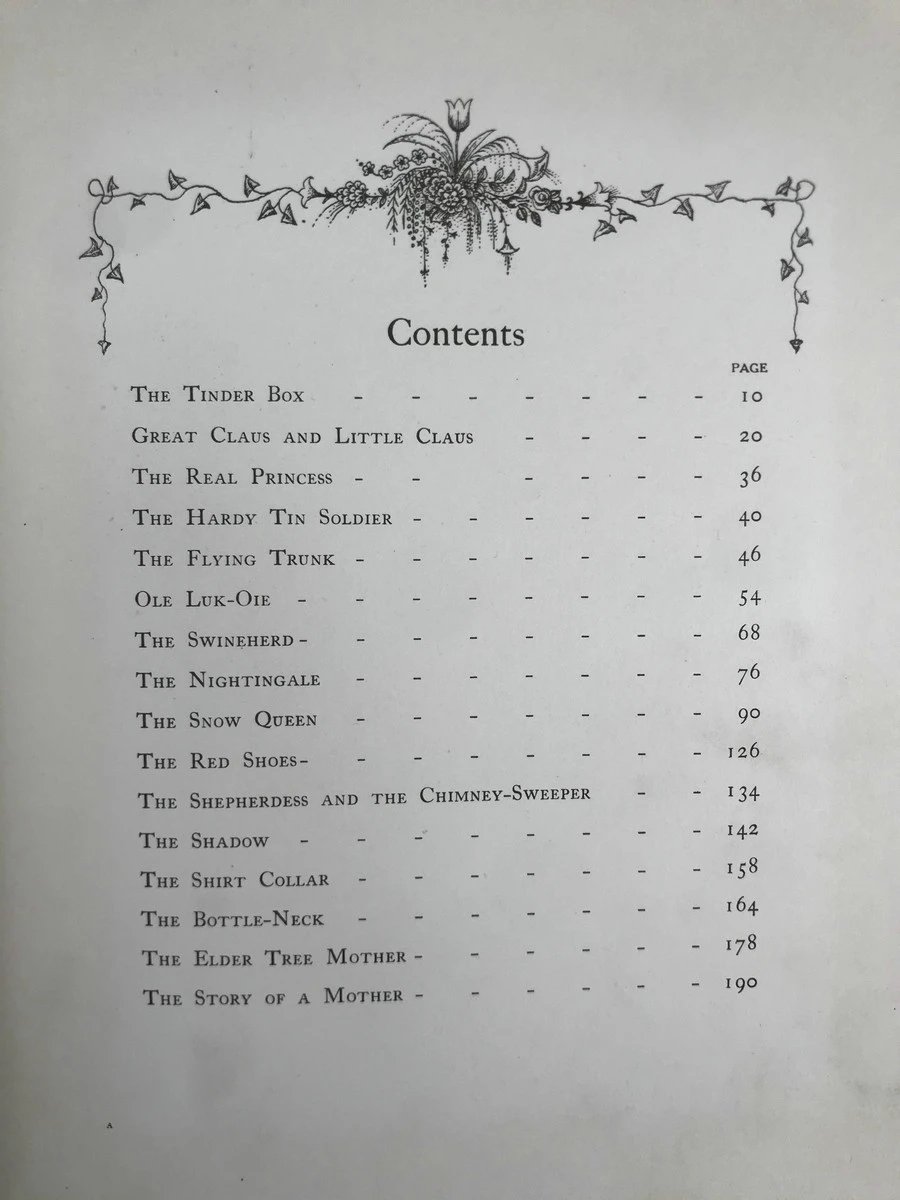 Contents
PAGE
The Tinder Box - - - - - - - 10
Great Claus and Little Claus - - - - 20
The Real Princess - - - - - - 36
The Hardy Tin Soldier - - - - - - 40
The Flying Trunk - - - - - - - 46
Ole Luk-Oie - - - - - - - - 54
The Swineherd - - - - - - - - 68
The Nightingale - - - - - - - 76
The Snow Queen - - - - - - - 90
The Red Shoes - - - - - - - - 126
The Shepherdess and the Chimney-Sweeper - - 134
The Shadow - - - - - - - - 142
The Shirt Collar - - - - - - - 158
The Bottle-Neck - - - - - - - 164
The Elder Tree Mother - - - - - - 178
The Story of a Mother - - - - - - 190
A